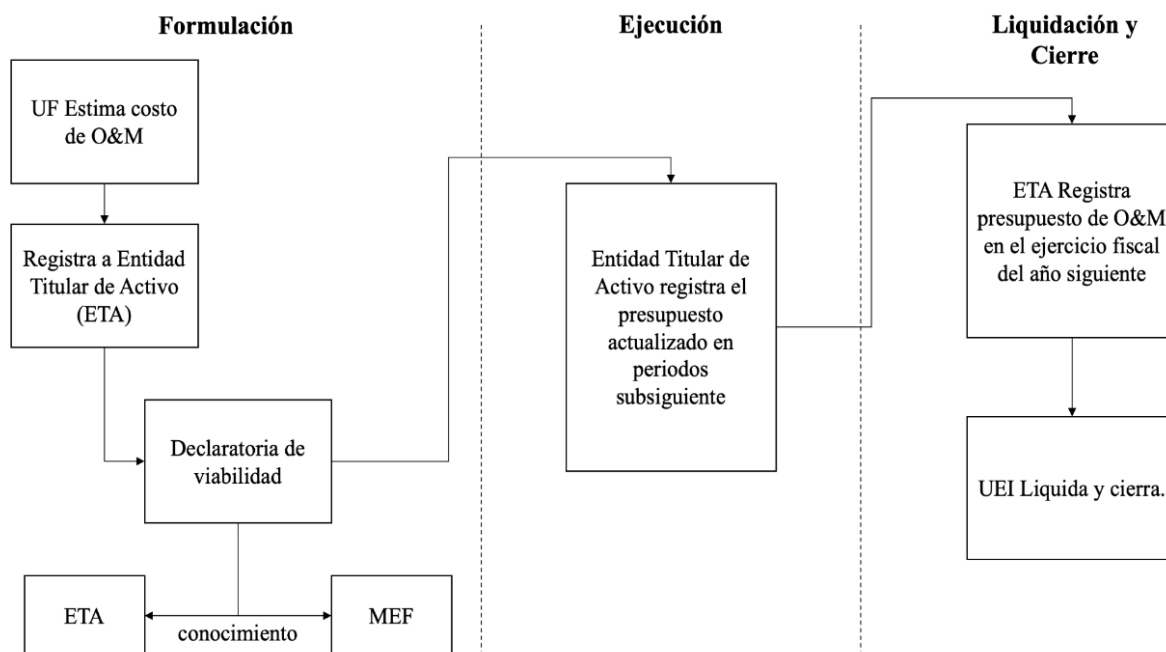 Formulación
UF Estima costo
de O&M
Registra a Entidad
Titular de Activo
(ETA)
Declaratoria de
viabilidad
ETA
conocimiento
MEF
Ejecución
Entidad Titular de
Activo registra el
presupuesto
actualizado en
periodos
subsiguiente
Liquidación y
Cierre
ETA Registra
presupuesto de O&M
en el ejercicio fiscal
del año siguiente
UEI Liquida y cierra.